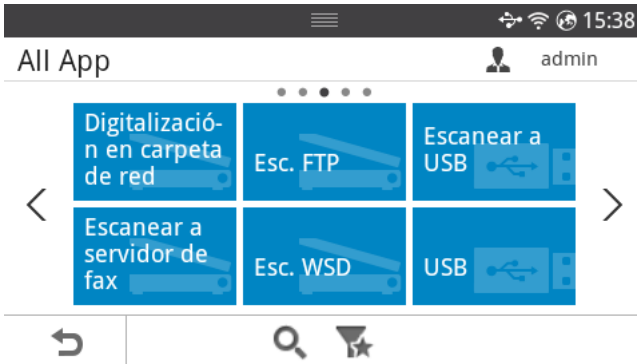 15:38
All App
admin
Digitalizació-
n en carpeta
de red
Esc. FTP
Escanear a
USB
Escanear a
servidor de
fax
Esc. WSD
USB